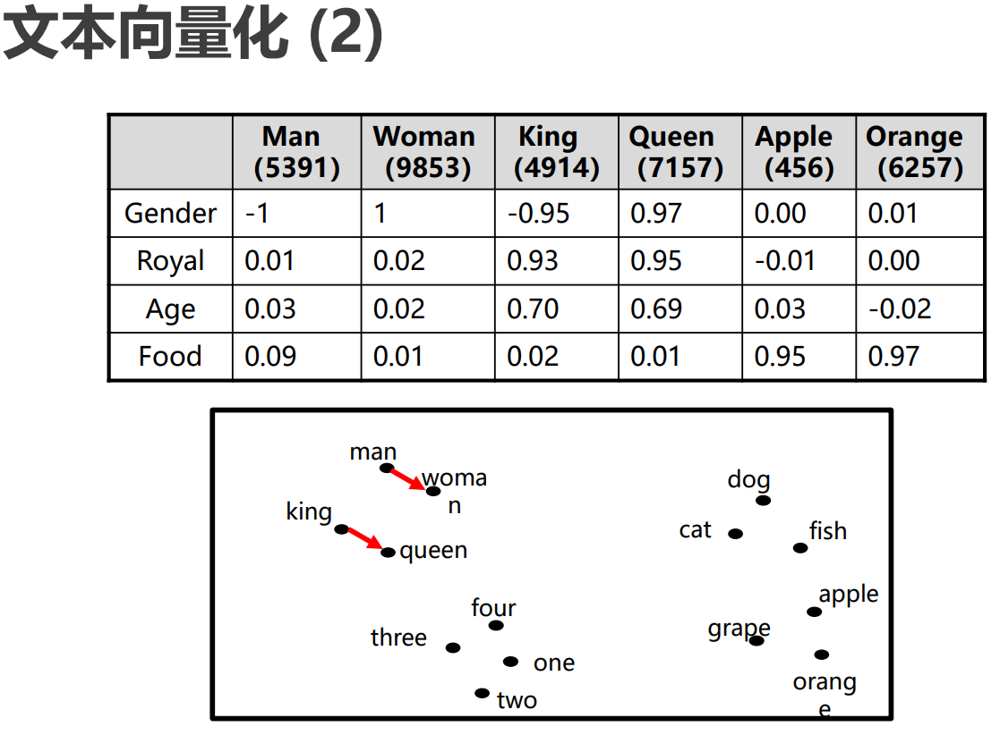 文本向量化 (2)
Man Woman King Queen Apple Orange
(5391) (9853) (4914) (7157) (456) (6257)
Gender -1 1 -0.95 0.97 0.00 0.01
Royal 0.01 0.02 0.93 0.95 -0.01 0.00
Age 0.03 0.02 0.70 0.69 0.03 -0.02
Food 0.09 0.01 0.02 0.01 0.95 0.97
man
woma
n
king
queen
dog
cat
fish
four
three
one
two
apple
grape
orang
e